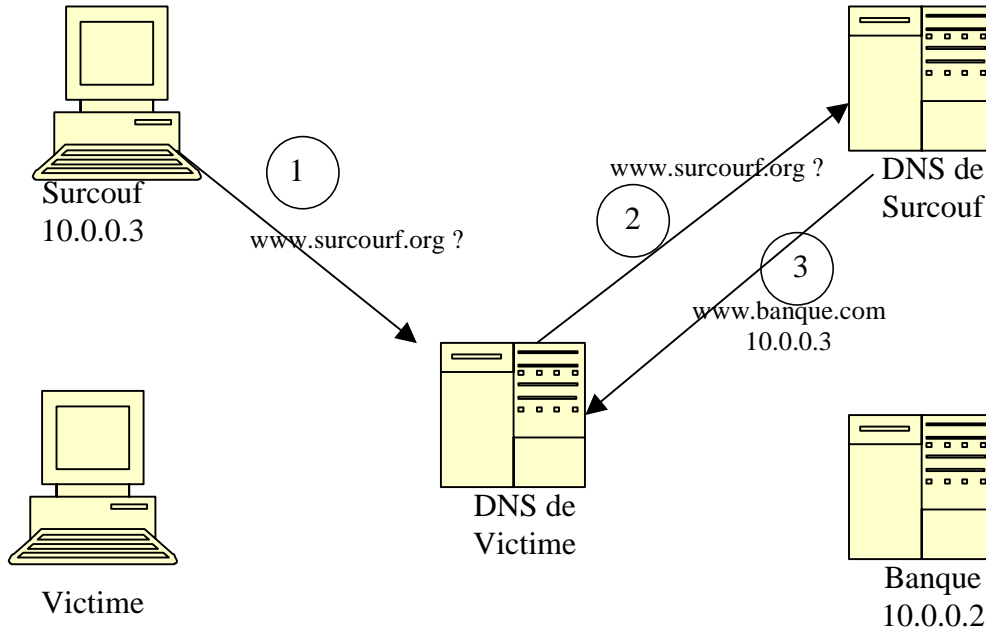 1
www.surcourf.org ?
DNS de
Surcouf
Surcouf
10.0.0.3
2
www.surcourf.org ?
3
www.banque.com
10.0.0.3
DNS de
Victime
Victime
Banque
10.0.0.2